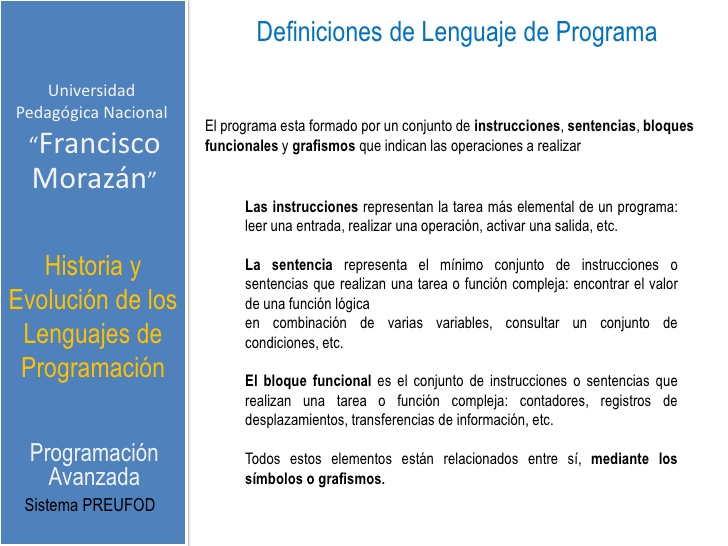 Definiciones de Lenguaje de Programa
Universidad
Pedagógica Nacional
“Francisco
Morazán”
Historia y
Evolución de los
Lenguajes de
Programación
Programación
Avanzada
Sistema PREUFOD
El programa esta formado por un conjunto de instrucciones, sentencias, bloques
funcionales y grafismos que indican las operaciones a realizar
Las instrucciones representan la tarea más elemental de un programa:
leer una entrada, realizar una operación, activar una salida, etc.
La sentencia representa el mínimo conjunto de instrucciones o
sentencias que realizan una tarea o función compleja: encontrar el valor
de una función lógica
en combinación de varias variables, consultar un conjunto de
condiciones, etc.
El bloque funcional es el conjunto de instrucciones o sentencias que
realizan una tarea o función compleja: contadores, registros de
desplazamientos, transferencias de información, etc.
Todos estos elementos están relacionados entre sí, mediante los
símbolos o grafismos.